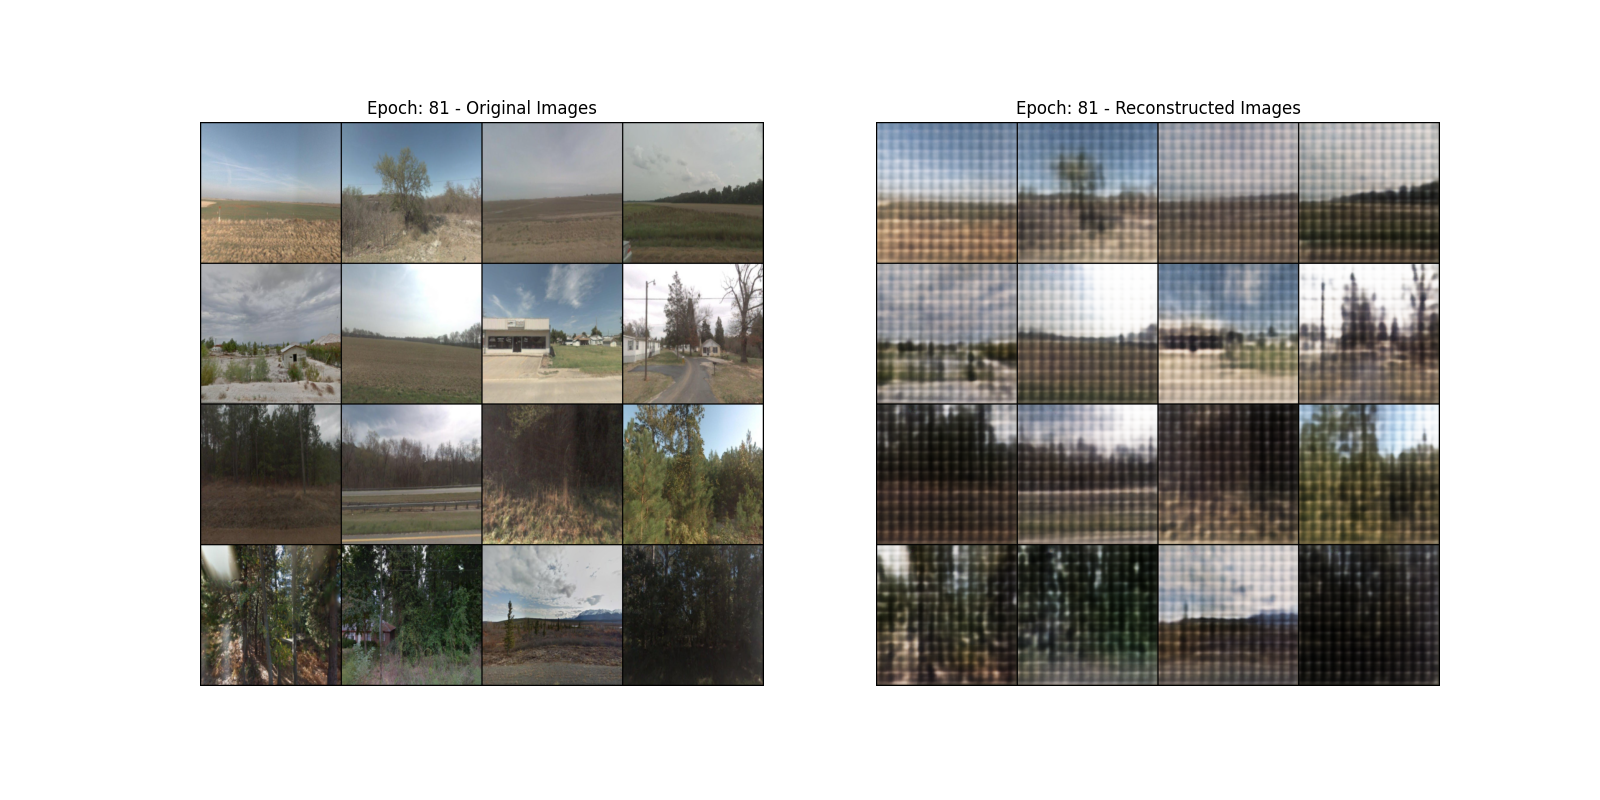 Epoch: 81 - Original Images
Epoch: 81 - Reconstructed Images